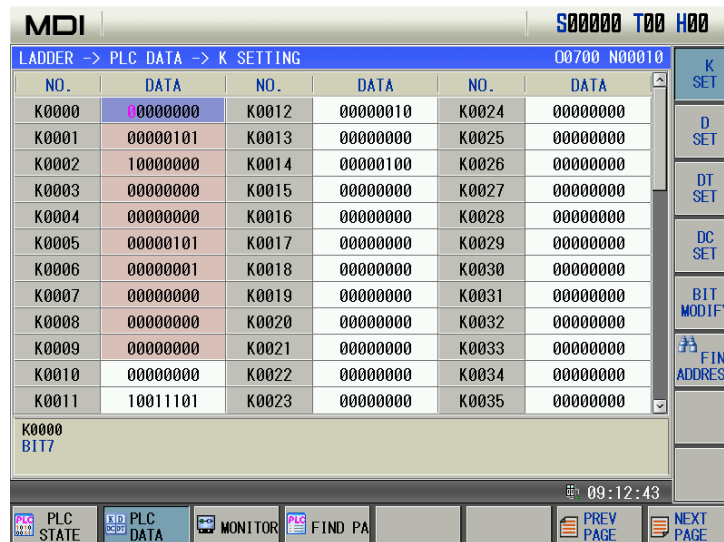 MDI S00000 T00 H00
LADDER -> PLC DATA -> K SETTING O0700 N00010
NO. DATA NO. DATA NO. DATA
K0000 00000000 K0012 00000010 K0024 00000000
K0001 00000101 K0013 00000000 K0025 00000000
K0002 10000000 K0014 00000100 K0026 00000000
K0003 00000000 K0015 00000000 K0027 00000000
K0004 00000000 K0016 00000000 K0028 00000000
K0005 00000101 K0017 00000000 K0029 00000000
K0006 00000001 K0018 00000000 K0030 00000000
K0007 00000000 K0019 00000000 K0031 00000000
K0008 00000000 K0020 00000000 K0032 00000000
K0009 00000000 K0021 00000000 K0033 00000000
K0010 00000000 K0022 00000000 K0034 00000000
K0011 10011101 K0023 00000000 K0035 00000000
K0000
BIT7
K
SET
D
SET
DT
SET
DC
SET
BIT
MODIFY
FIN
ADDRES
09:12:43
PLC
STATE
PLC
DATA
MONITOR
FIND PA
PREV
PAGE
NEXT
PAGE